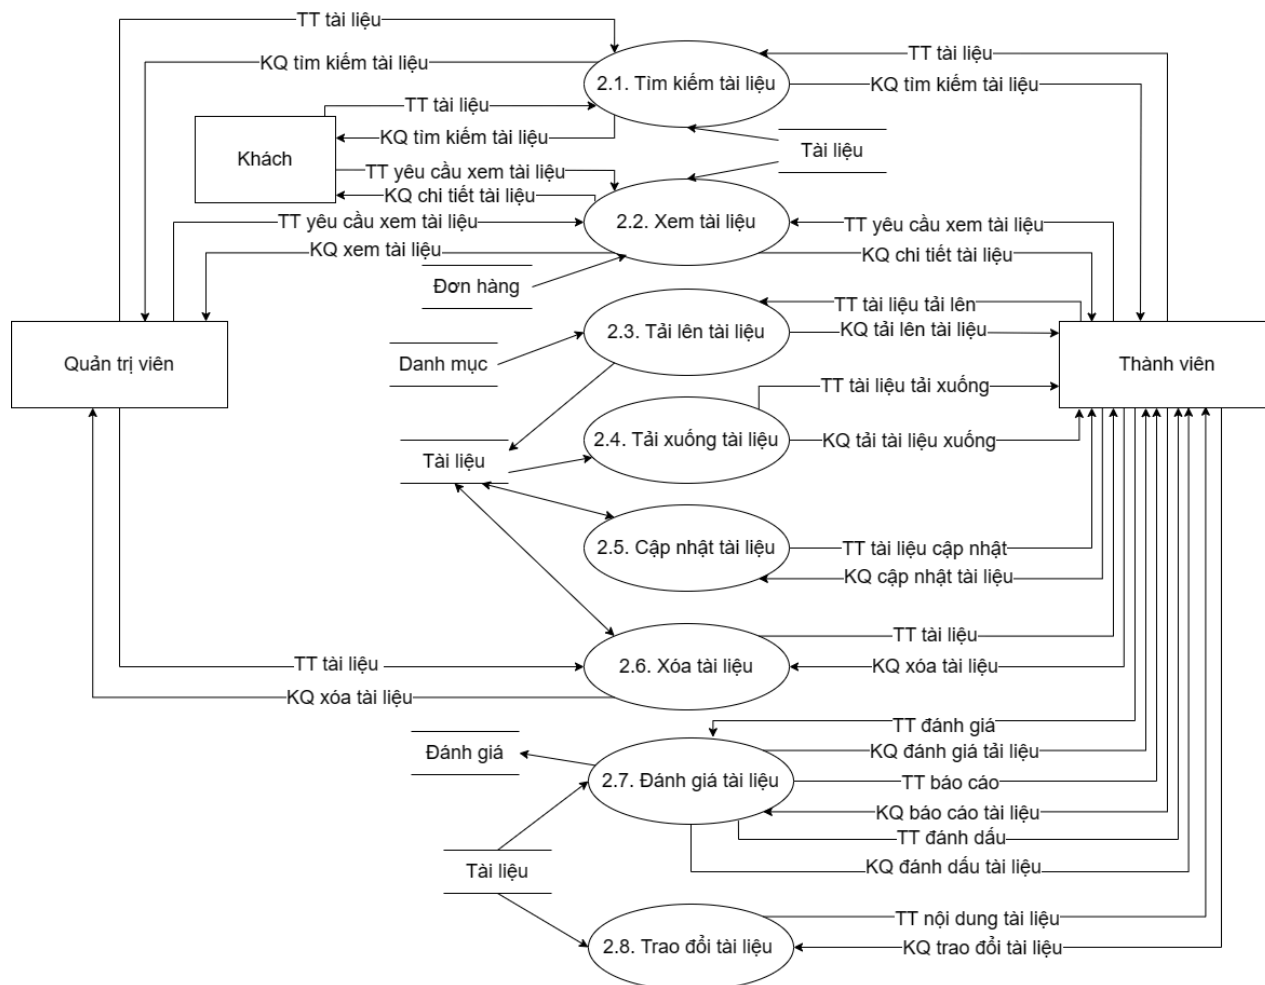 TT tài liệu
KQ tìm kiếm tài liệu
TT tài liệu
KQ tìm kiếm tài liệu
2.1. Tìm kiếm tài liệu
TT tài liệu
KQ tìm kiếm tài liệu
Khách
Tài liệu
TT yêu cầu xem tài liệu
KQ chi tiết tài liệu
TT yêu cầu xem tài liệu
KQ xem tài liệu
2.2. Xem tài liệu
TT yêu cầu xem tài liệu
KQ chi tiết tài liệu
Đơn hàng
TT tài liệu tải lên
2.3. Tải lên tài liệu
KQ tải lên tài liệu
Quản trị viên
Danh mục
Thành viên
TT tài liệu tải xuống
2.4. Tải xuống tài liệu
KQ tải tài liệu xuống
Tài liệu
2.5. Cập nhật tài liệu
TT tài liệu cập nhật
KQ cập nhật tài liệu
TT tài liệu
TT tài liệu
2.6. Xóa tài liệu
KQ xóa tài liệu
KQ xóa tài liệu
TT đánh giá
Đánh giá
KQ đánh giá tải liệu
2.7. Đánh giá tài liệu
TT báo cáo
KQ báo cáo tài liệu
TT đánh dấu
KQ đánh dấu tài liệu
Tài liệu
TT nội dung tài liệu
2.8. Trao đổi tài liệu
KQ trao đổi tài liệu